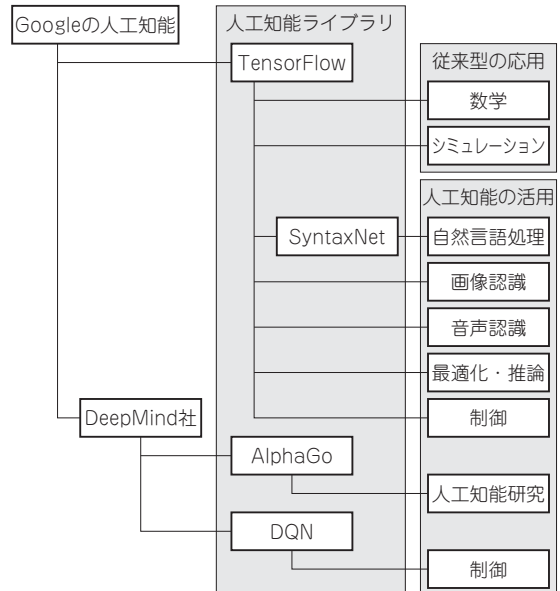 Googleの人工知能
人工知能ライブラリ
TensorFlow
従来型の応用
数学
シミュレーション
人工知能の活用
SyntaxNet
自然言語処理
画像認識
音声認識
最適化・推論
DeepMind社
制御
AlphaGo
人工知能研究
DQN
制御